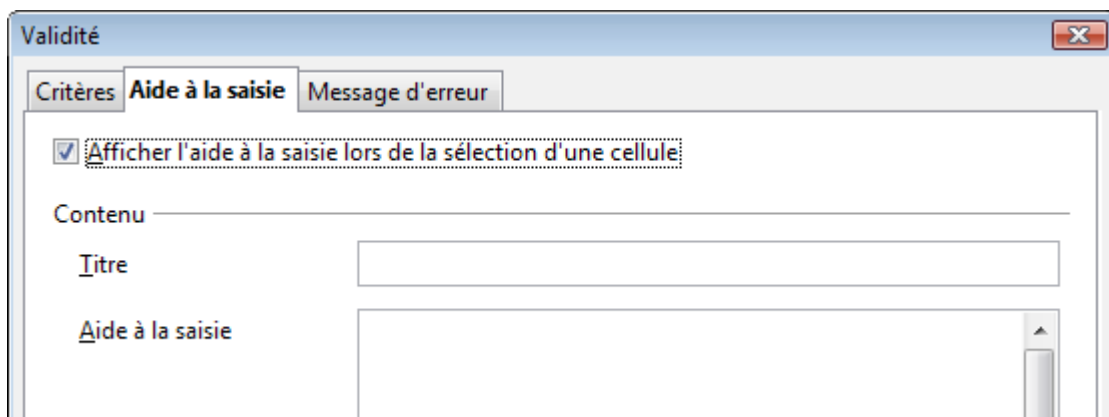 Validité
Critères Aide à la saisie Message d'erreur
Afficher l'aide à la saisie lors de la sélection d'une cellule
Contenu
Titre
Aide à la saisie